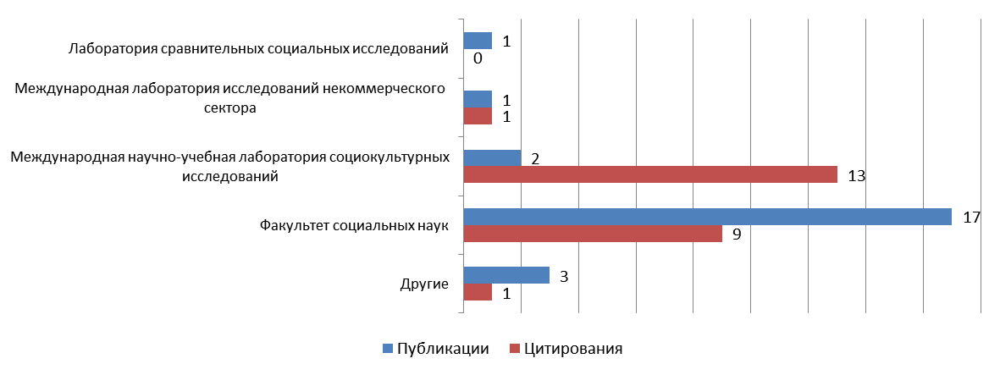 Лаборатория сравнительных социальных исследований
1
0
Международная лаборатория исследований некоммерческого
сектора
1
1
Международная научно-учебная лаборатория социокультурных
исследований
2
13
Факультет социальных наук
17
9
Другие
3
1
Публикации
Цитирования